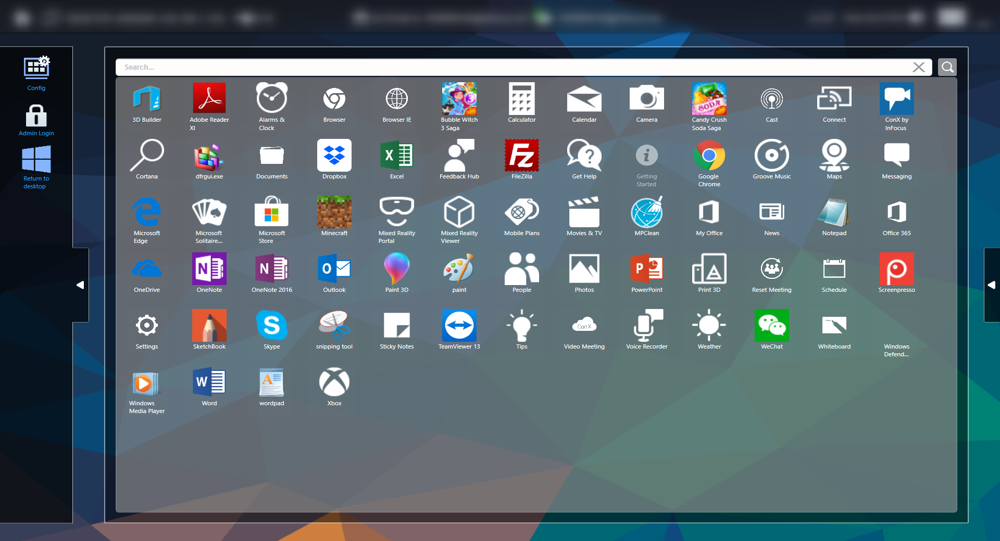 Search...
Config
Admin Login
Return to
desktop
3D Builder
Adobe Reader
XI
Alarms &
Clock
Browser
Browser IE
Bubble Witch
3 Saga
Calculator
Calendar
Camera
Candy Crush
Soda Saga
Cast
Connect
ConX by
InFocus
Cortana
dfrgui.exe
Documents
Dropbox
Excel
Feedback Hub
FileZilla
Get Help
Getting
Started
Google
Chrome
Groove Music
Maps
Messaging
Microsoft
Edge
Microsoft
Solitaire...
Microsoft
Store
Minecraft
Mixed Reality
Portal
Mixed Reality
Viewer
Mobile Plans
Movies & TV
MPClean
My Office
News
Notepad
Office 365
OneDrive
OneNote
OneNote 2016
Outlook
Paint 3D
paint
People
Photos
PowerPoint
Print 3D
Reset Meeting
Schedule
Screenpresso
Settings
SketchBook
Skype
snipping tool
Sticky Notes
TeamViewer 13
Tips
ConX
Video Meeting
Voice Recorder
Weather
WeChat
Whiteboard
Windows
Defend...
Windows
Media Player
Word
wordpad
Xbox